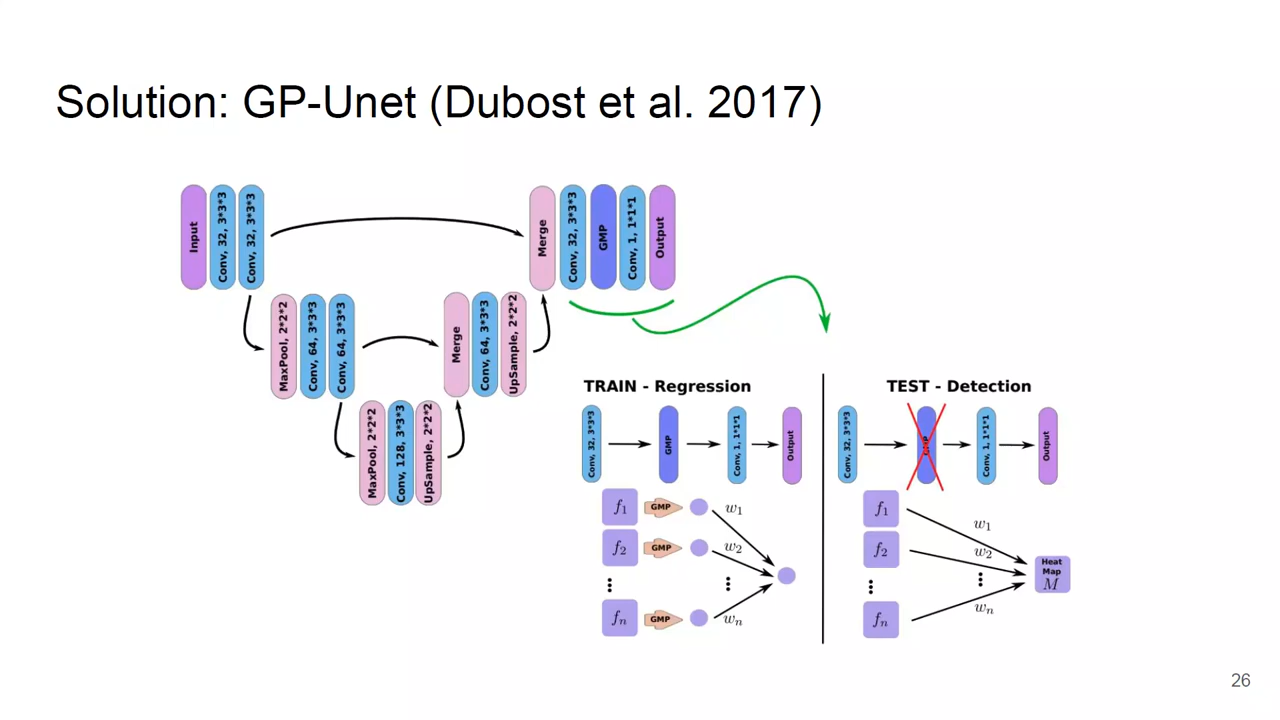 Solution: GP-Unet (Dubost et al. 2017)
Input
Conv, 32, 3*3*3
Conv, 32, 3*3*3
Merge
Conv, 32, 3*3*3
GMP
Conv, 1, 1*1*1
Output
MaxPool, 2*2*2
Conv, 64, 3*3*3
Conv, 64, 3*3*3
Merge
Conv, 64, 3*3*3
UpSample, 2*2*2
MaxPool, 2*2*2
Conv, 128, 3*3*3
UpSample, 2*2*2
TRAIN - Regression
Conv, 32, 3*3*3
GMP
Conv, 1, 1*1*1
Output
f1 GMP w1
f2 GMP w2
fn GMP wn
TEST - Detection
Conv, 32, 3*3*3
GMP
Conv, 1, 1*1*1
Output
f1 w1
f2 w2
fn wn
Heat
Map
M
26